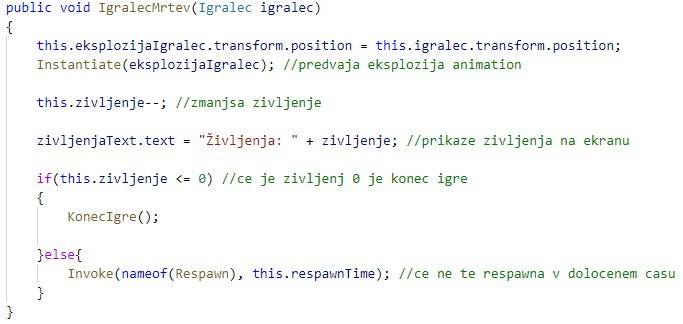 public void IgralecMrtev(Igralec igralec)
{
this.eksplozijaIgralec.transform.position = this.igralec.transform.position;
Instantiate(eksplozijaIgralec); //predvaja eksplozija animation
this.zivljenje--; //zmanjsa zivljenje
zivljenjaText.text = "Življenja: " + zivljenje; //prikaze zivljenja na ekranu
if(this.zivljenje <= 0) //ce je zivljenj 0 je konec igre
{
KonecIgre();
}else{
Invoke(nameof(Respawn), this.respawnTime); //ce ne te respawna v dolocenem casu
}
}